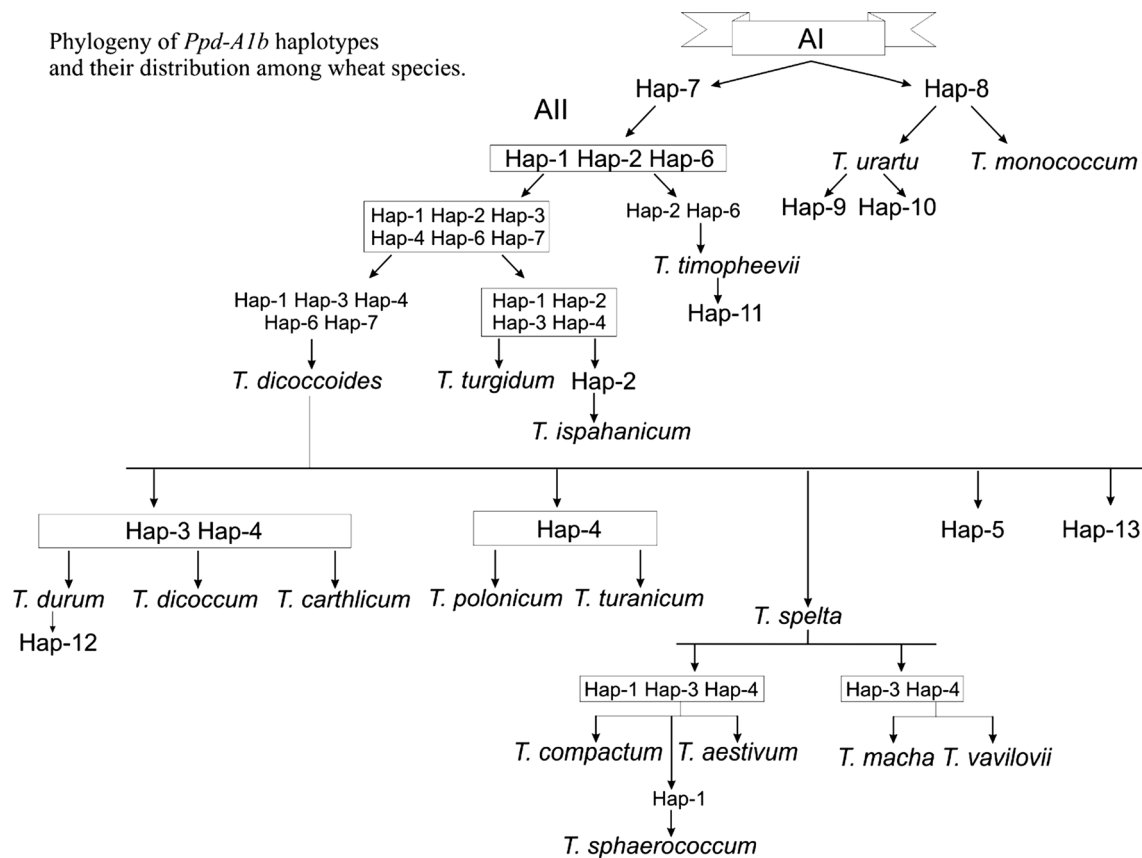 Phylogeny of Ppd-A1b haplotypes
and their distribution among wheat species.
AI
Hap-7
Hap-8
AII
Hap-1 Hap-2 Hap-6
T. urartu
T. monococcum
Hap-9
Hap-10
Hap-1 Hap-2 Hap-3
Hap-4 Hap-6 Hap-7
Hap-2 Hap-6
T. timopheevii
Hap-11
Hap-1 Hap-3 Hap-4
Hap-6 Hap-7
Hap-1 Hap-2
Hap-3 Hap-4
T. dicoccoides
T. turgidum
Hap-2
T. ispahanicum
Hap-3 Hap-4
Hap-4
Hap-5
Hap-13
T. durum
T. dicoccum
T. carthlicum
T. polonicum
T. turanicum
T. spelta
Hap-12
Hap-1 Hap-3 Hap-4
Hap-3 Hap-4
T. compactum
T. aestivum
T. macha
T. vavilovii
Hap-1
T. sphaerococcum